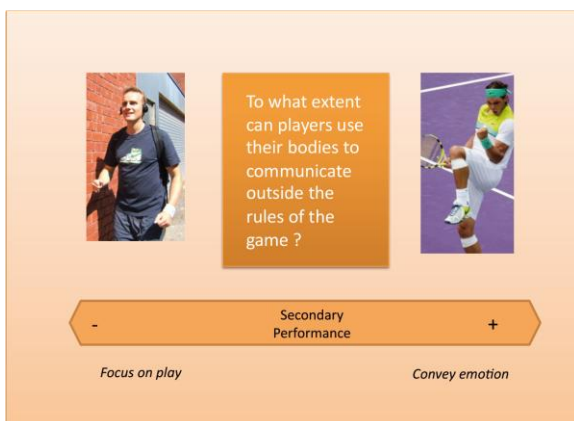 To what extent
can players use
their bodies to
communicate
outside the
rules of the
game ?
-
Secondary
Performance
+
Focus on play
Convey emotion